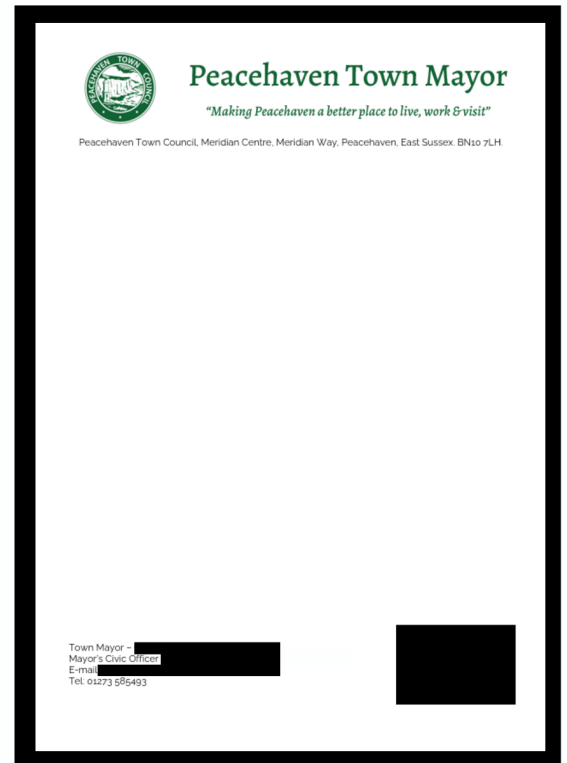 PEACEHAVEN TOWN COUNCIL
Peacehaven Town Mayor
“Making Peacehaven a better place to live, work & visit”
Peacehaven Town Council, Meridian Centre, Meridian Way, Peacehaven, East Sussex. BN10 7LH.
Town Mayor ~
Mayor's Civic Officer
E-mail
Tel: 01273 585493